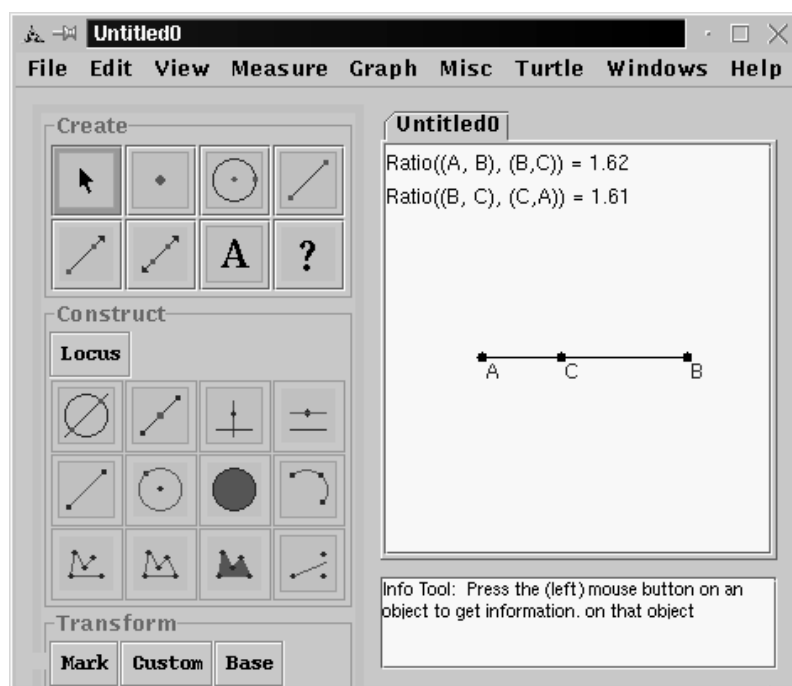 Untitled0
File Edit View Measure Graph Misc Turtle Windows Help
Create
A ?
Construct
Locus
Transform
Mark Custom Base
Untitled0
Ratio((A, B), (B,C)) = 1.62
Ratio((B, C), (C,A)) = 1.61
A C B
Info Tool: Press the (left) mouse button on an
object to get information. on that object